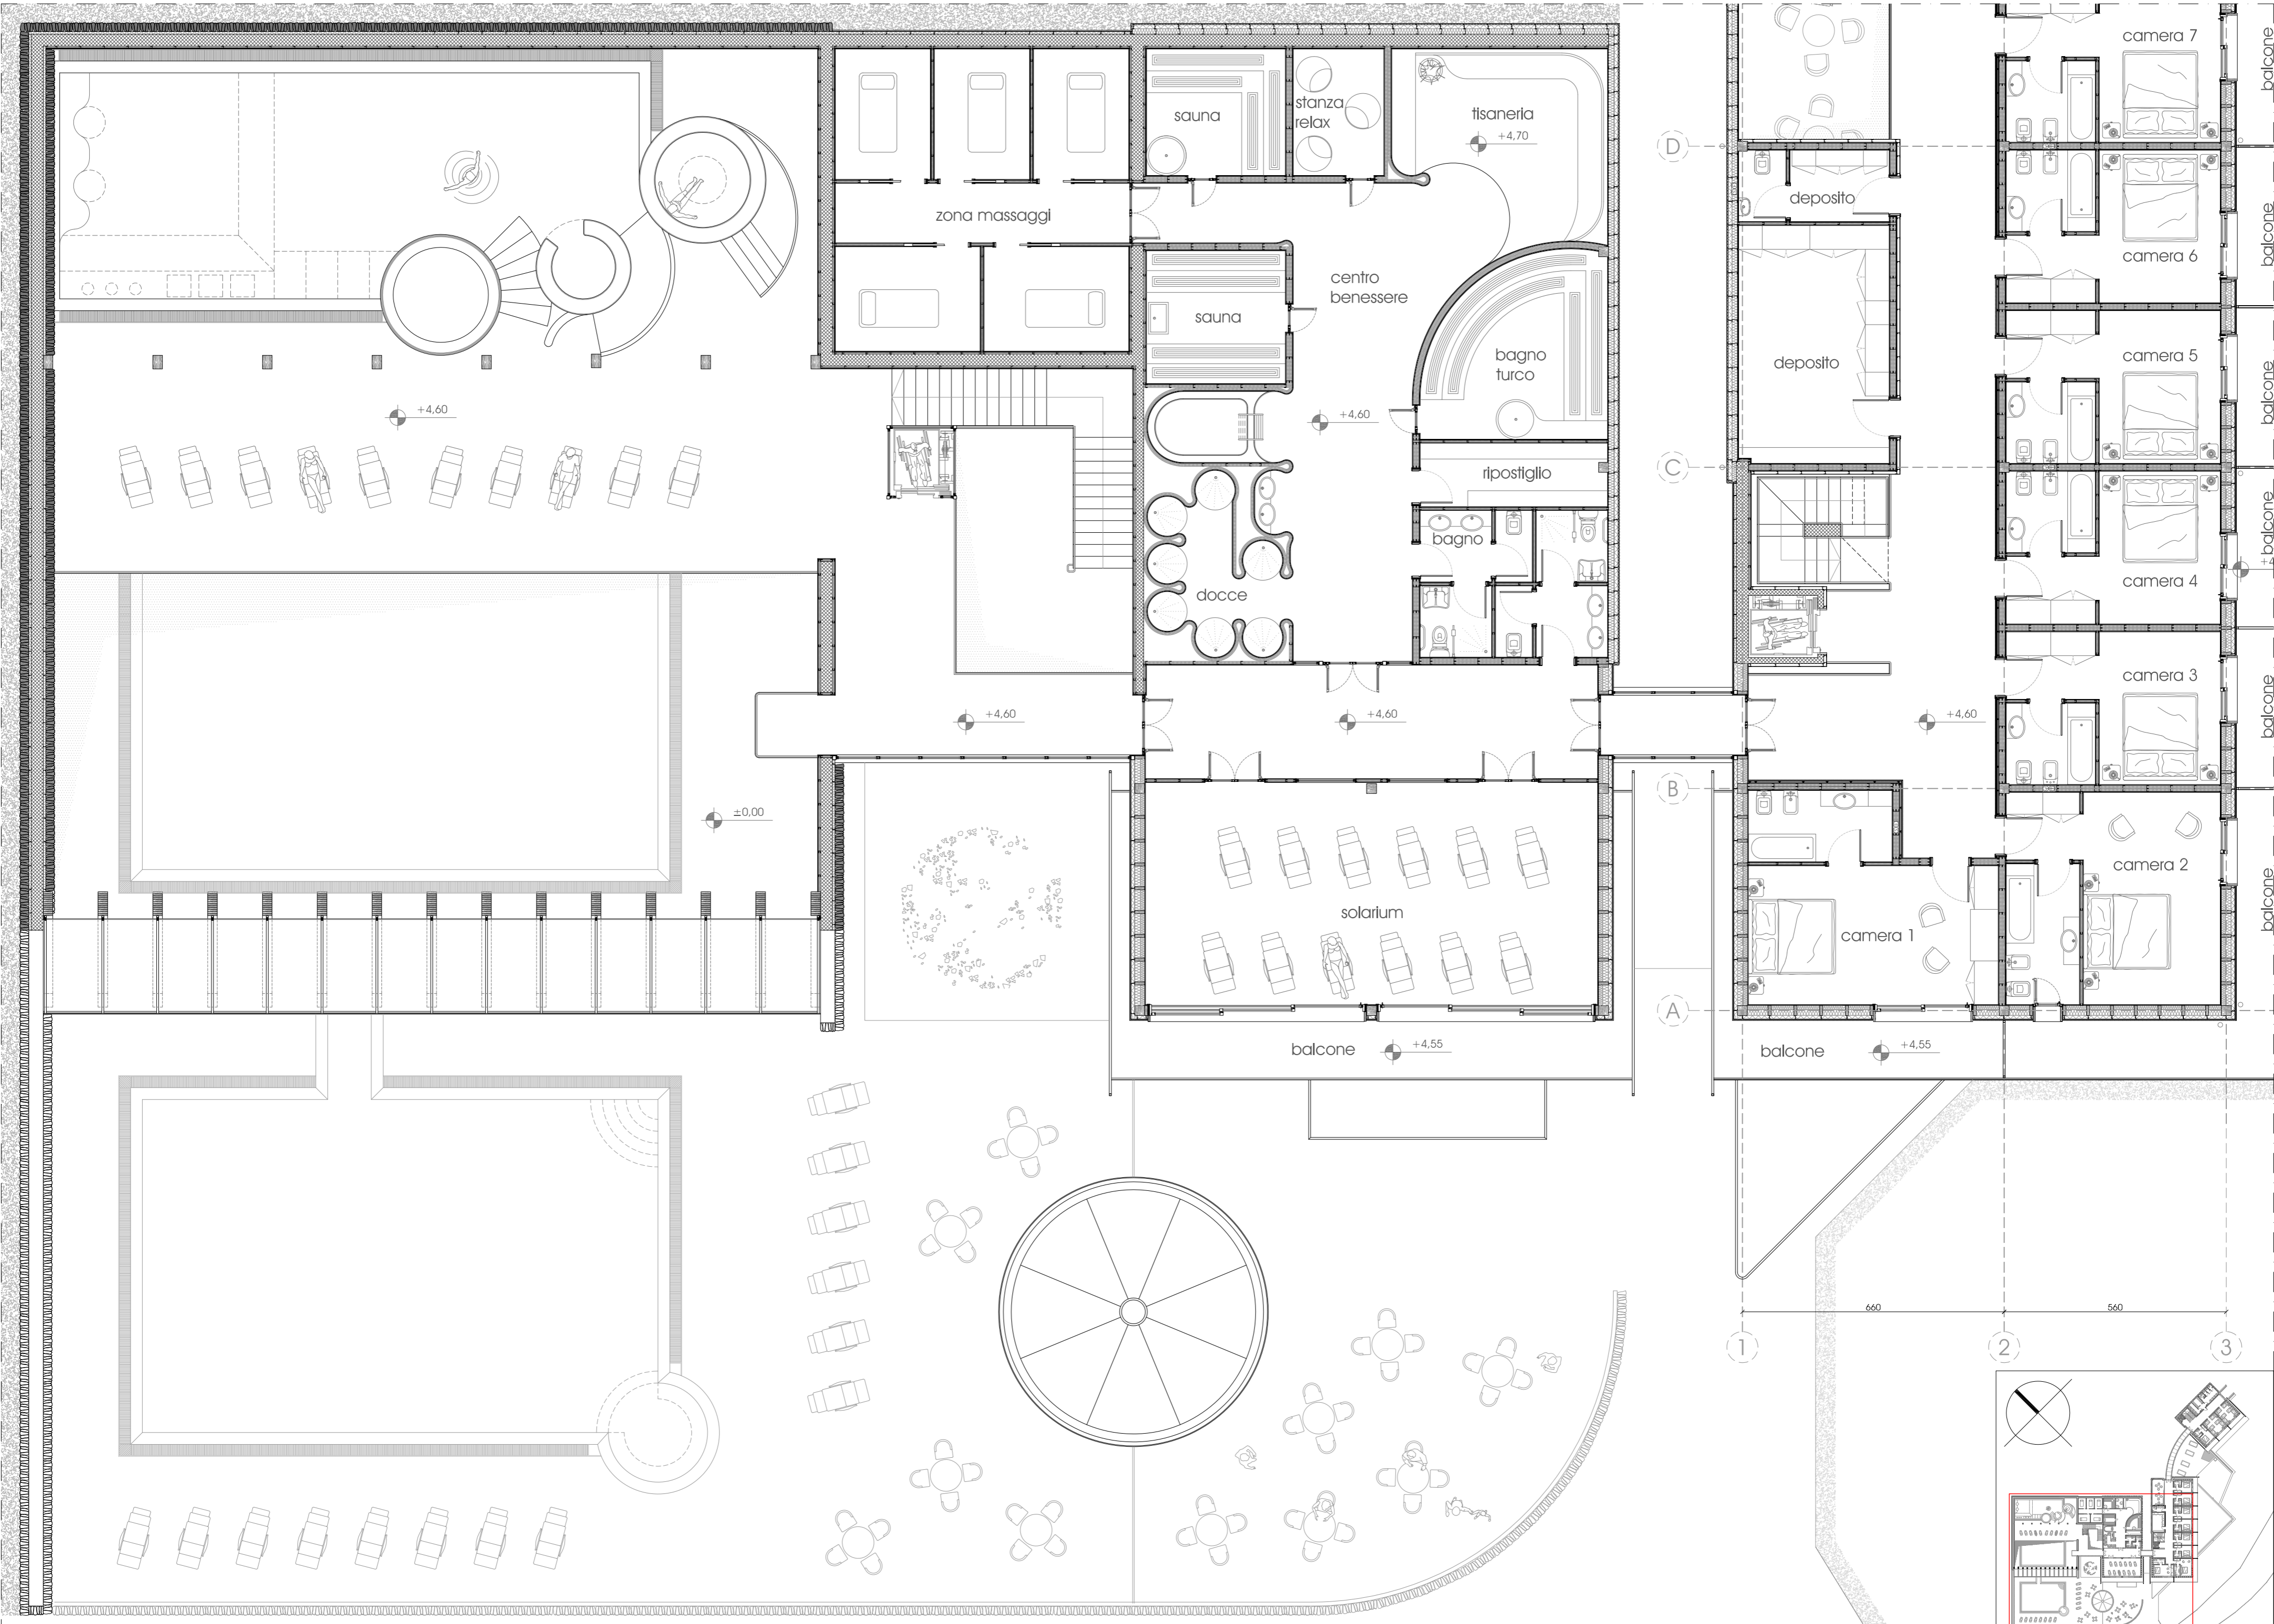 camera 7
balcone
sauna
stanza
relax
tisaneria
+4,70
D
deposito
zona massaggi
camera 6
balcone
centro
benessere
sauna
bagno
turco
deposito
camera 5
balcone
+4,60
+4,60
C
ripostiglio
bagno
docce
camera 4
balcone
+4
camera 3
balcone
+4,60
+4,60
+4,60
B
±0,00
solarium
camera 1
camera 2
balcone
A
balcone
+4,55
balcone
+4,55
660
560
1
2
3